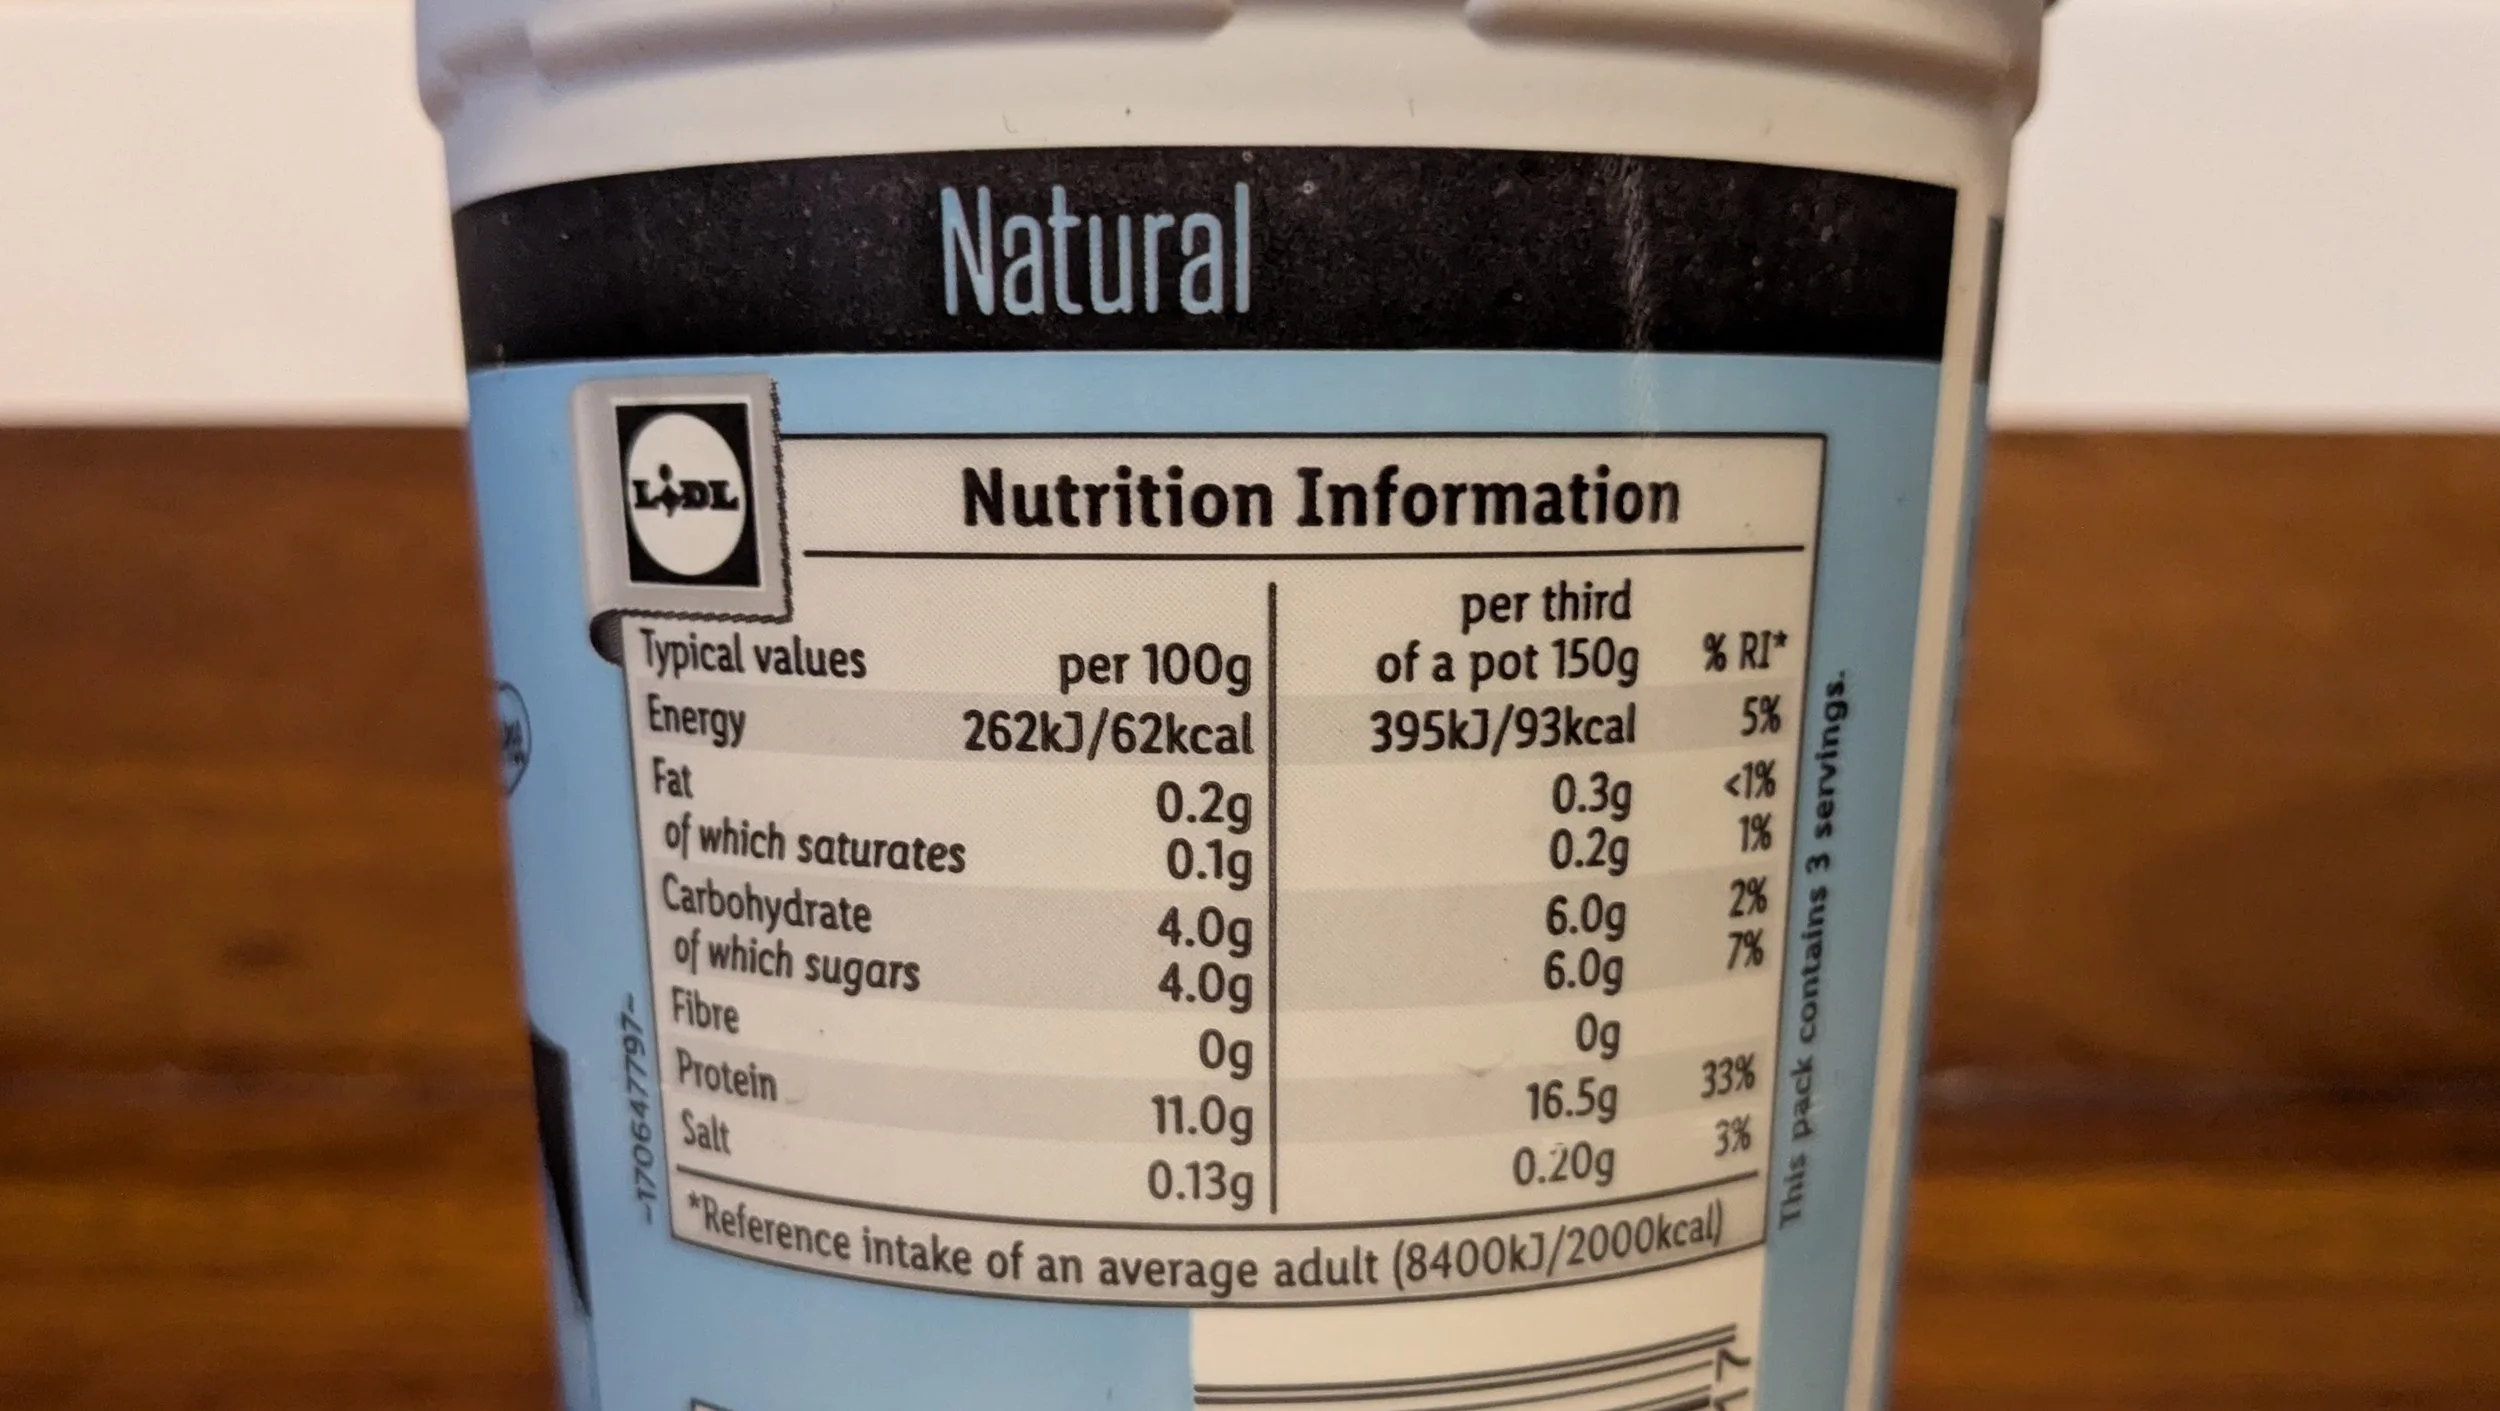 Natural
LIDL
Nutrition Information
Typical values per 100g per third of a pot 150g % RI*
Energy 262kJ/62kcal 395kJ/93kcal 5%
Fat 0.2g 0.3g <1%
of which saturates 0.1g 0.2g 1%
Carbohydrate 4.0g 6.0g 2%
of which sugars 4.0g 6.0g 7%
Fibre 0g 0g
Protein 11.0g 16.5g 33%
Salt 0.13g 0.20g 3%
*Reference intake of an average adult (8400kJ/2000kcal)
This pack contains 3 servings.
-1706477797-
17